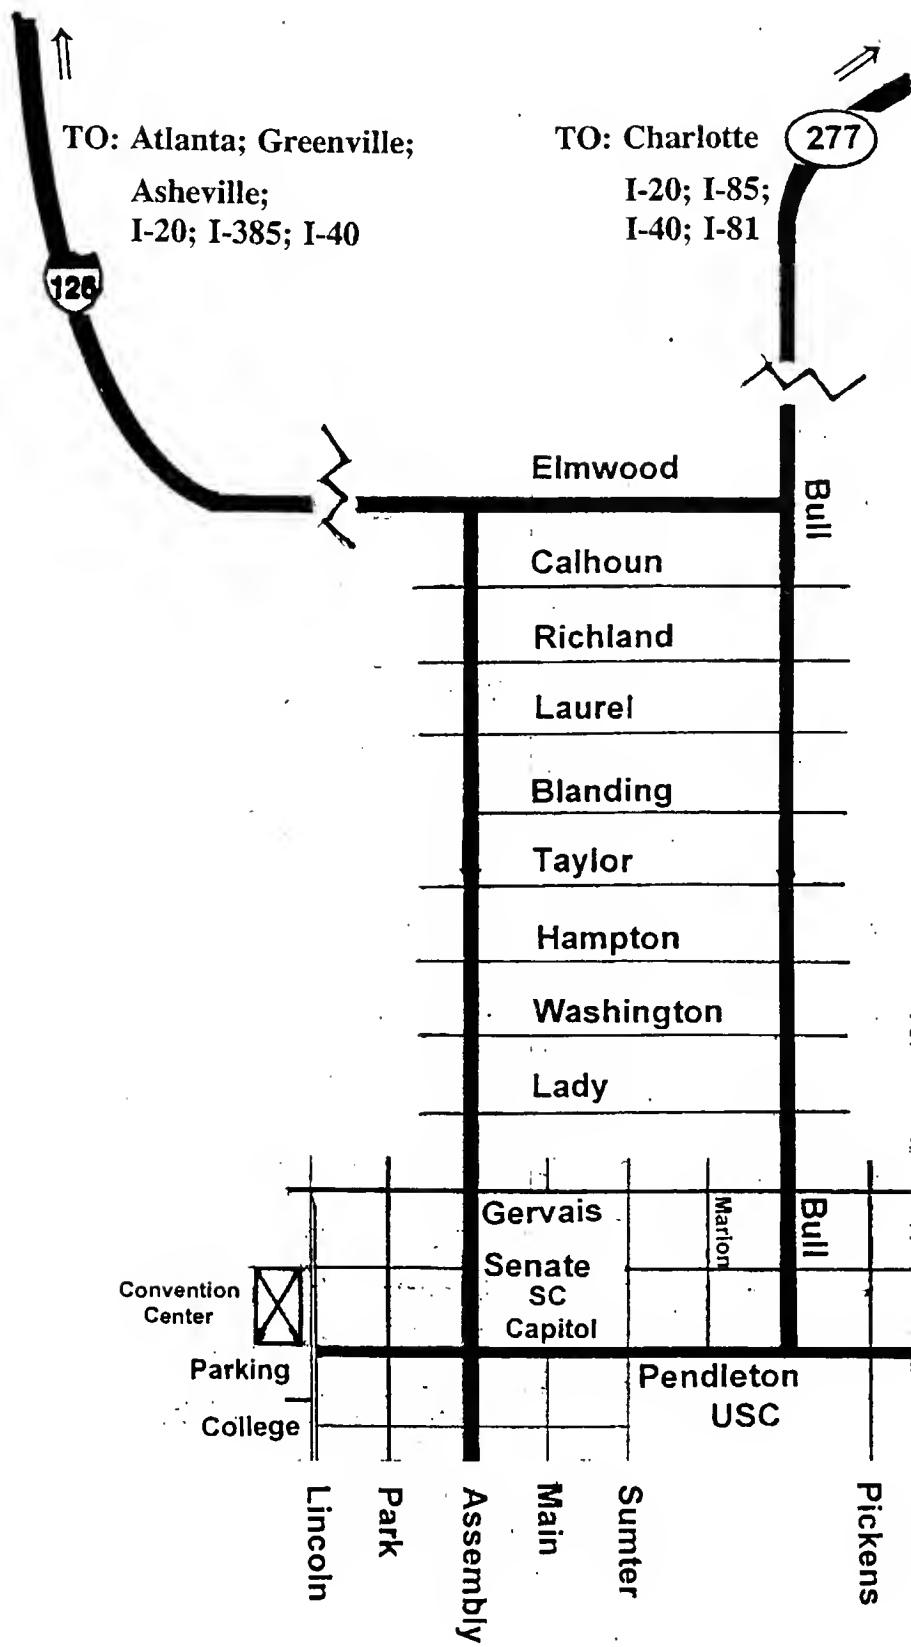 TO: Atlanta; Greenville;
Asheville;
I-20; I-385; I-40
TO: Charlotte
I-20; I-85;
I-40; I-81
277
126
Elmwood
Bull
Calhoun
Richland
Laurel
Blanding
Taylor
Hampton
Washington
Lady
Gervais
Marion
Bull
Senate
SC
Capitol
Convention
Center
Parking
Pendleton
USC
College
Lincoln
Park
Assembly
Main
Sumter
Pickens